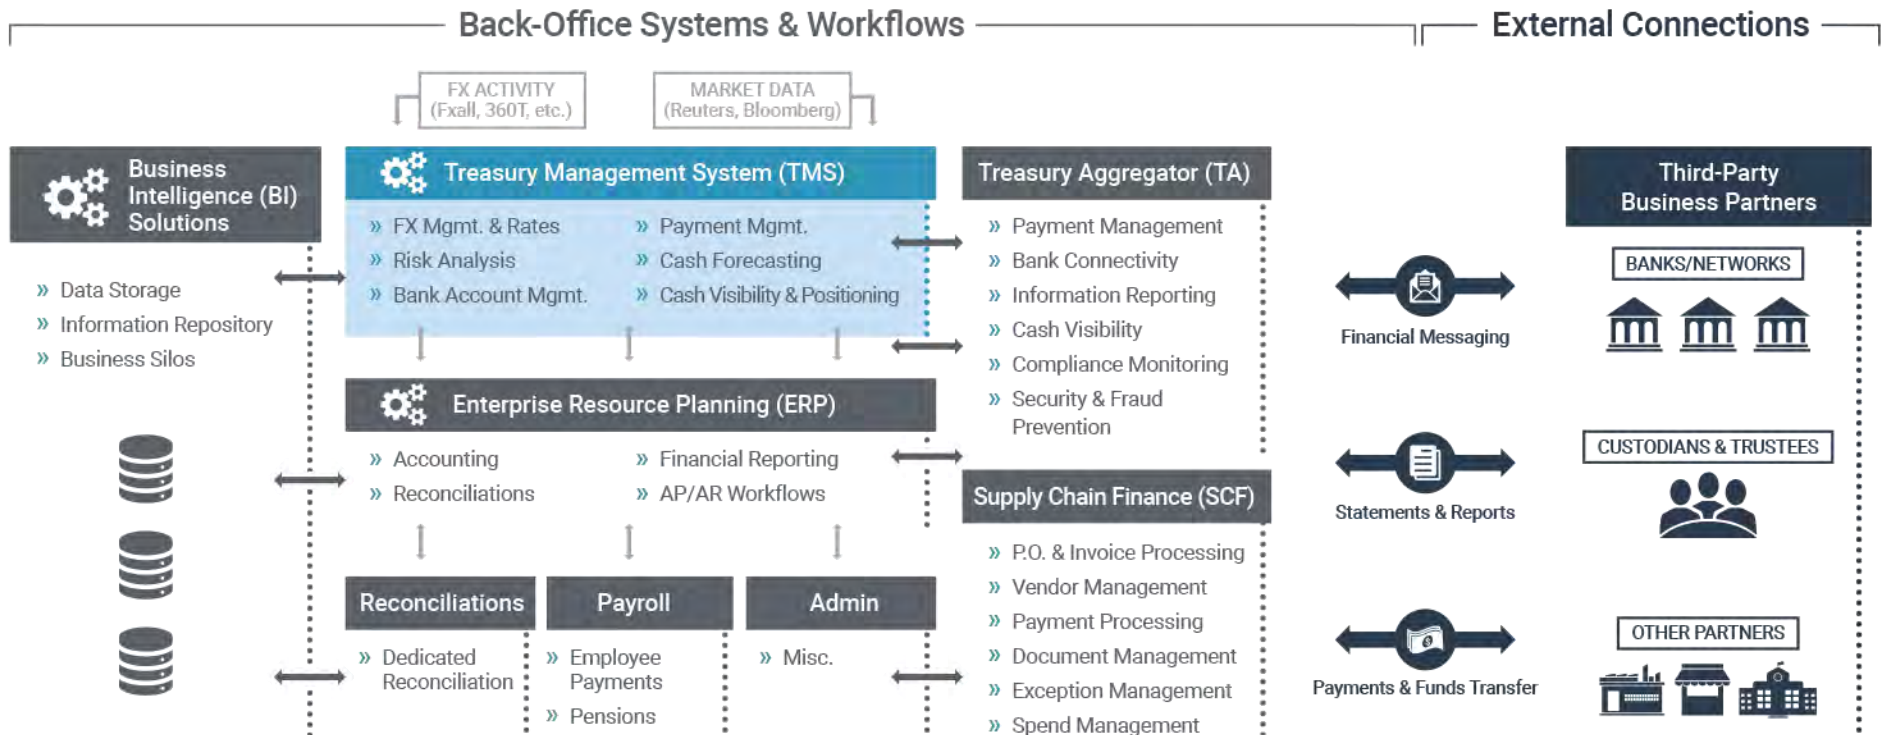 Back-Office Systems & Workflows
External Connections
FX ACTIVITY
(Fxall, 360T, etc.)
MARKET DATA
(Reuters, Bloomberg)
Business
Intelligence (BI)
Solutions
» Data Storage
» Information Repository
» Business Silos
Treasury Management System (TMS)
» FX Mgmt. & Rates
» Risk Analysis
» Bank Account Mgmt.
» Payment Mgmt.
» Cash Forecasting
» Cash Visibility & Positioning
Enterprise Resource Planning (ERP)
» Accounting
» Reconciliations
» Financial Reporting
» AP/AR Workflows
Reconciliations
» Dedicated
Reconciliation
Payroll
» Employee
Payments
» Pensions
Admin
» Misc.
Treasury Aggregator (TA)
» Payment Management
» Bank Connectivity
» Information Reporting
» Cash Visibility
» Compliance Monitoring
» Security & Fraud
Prevention
Supply Chain Finance (SCF)
» P.O. & Invoice Processing
» Vendor Management
» Payment Processing
» Document Management
» Exception Management
» Spend Management
Financial Messaging
Statements & Reports
Payments & Funds Transfer
Third-Party
Business Partners
BANKS/NETWORKS
CUSTODIANS & TRUSTEES
OTHER PARTNERS